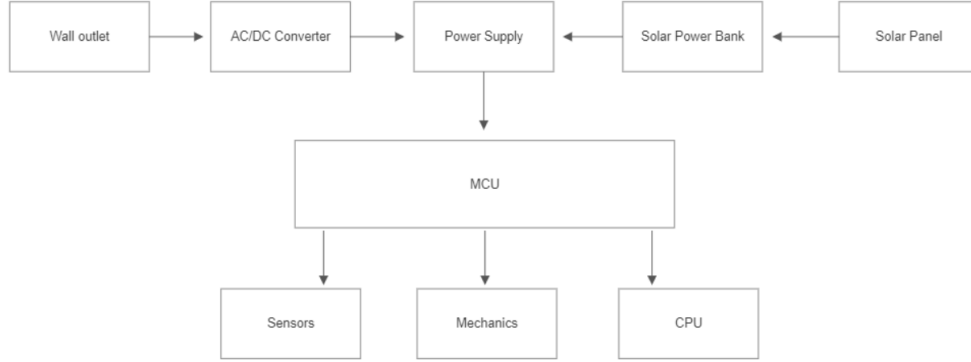 Wall outlet
AC/DC Converter
Power Supply
Solar Power Bank
Solar Panel
MCU
Sensors
Mechanics
CPU